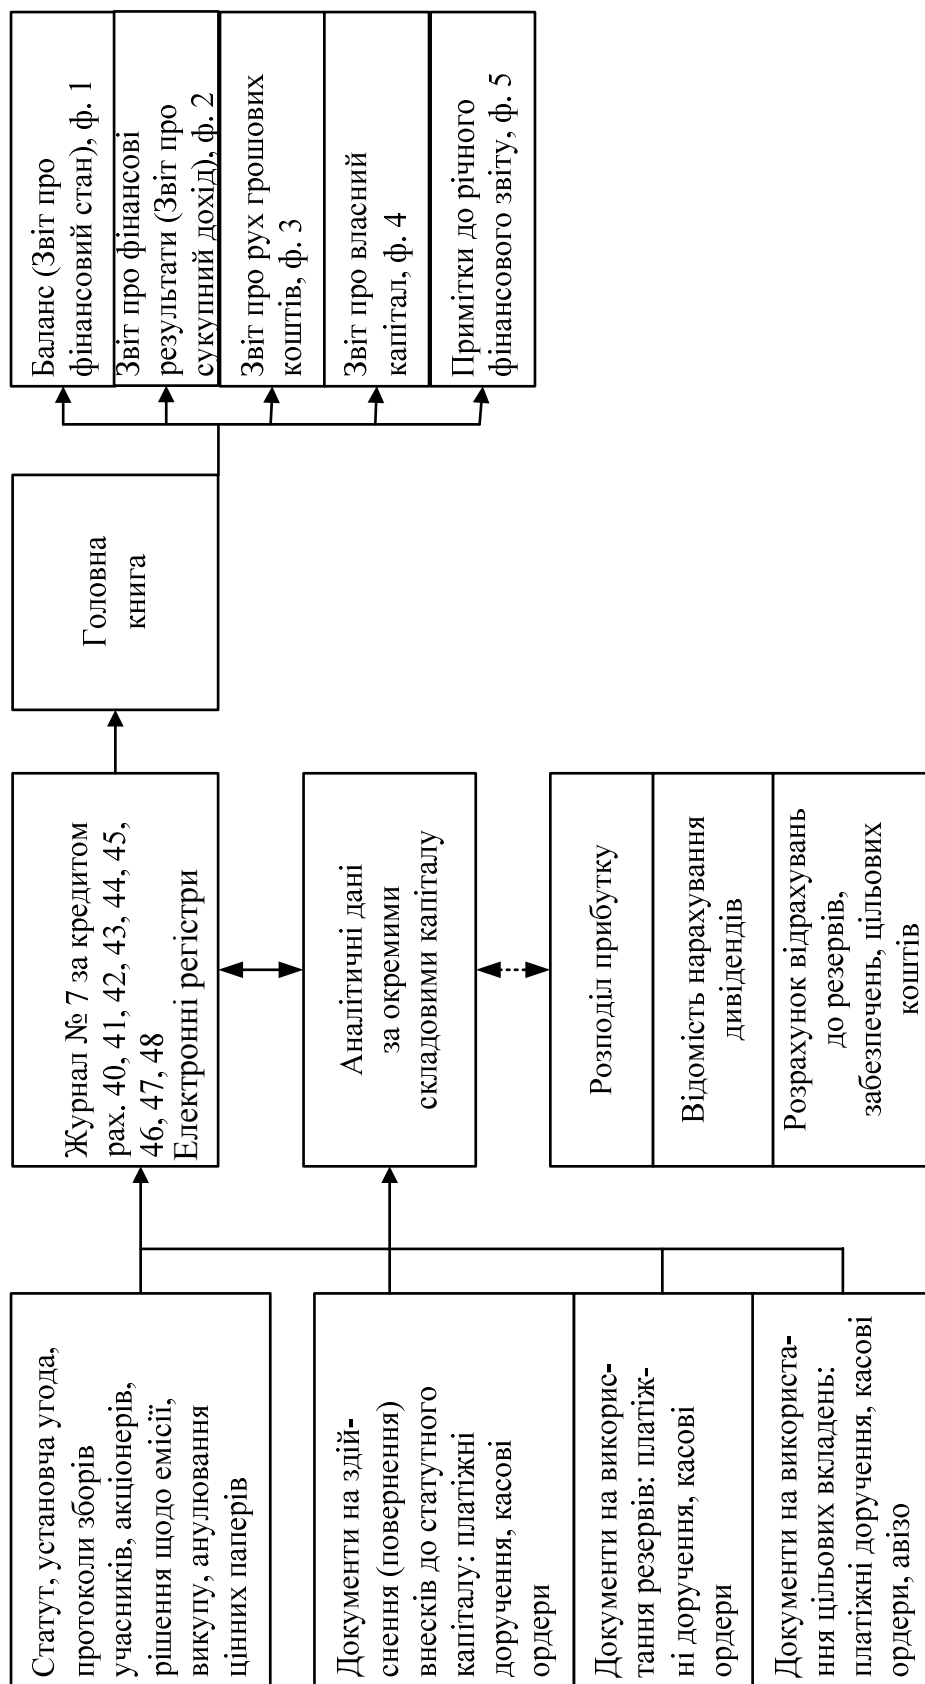 Статут, установча угода,
протоколи зборів
учасників, акціонерів,
рішення щодо емісії,
викупу, анулювання
цінних паперів
Документи на здій-
снення (повернення)
внесків до статутного
капіталу: платіжні
доручення, касові
ордери
Документи на викорис-
тання резервів: платіж-
ні доручення, касові
ордери
Документи на використа-
ння цільових вкладень:
платіжні доручення, касові
ордери, авізо
Журнал № 7 за кредитом
рах. 40, 41, 42, 43, 44, 45,
46, 47, 48
Електронні регістри
Аналітичні дані
за окремими
складовими капіталу
Розподіл прибутку
Відомість нарахування
дивідендів
Розрахунок відрахувань
до резервів,
забезпечень, цільових
коштів
Головна
книга
Баланс (Звіт про
фінансовий стан), ф. 1
Звіт про фінансові
результати (Звіт про
сукупний дохід), ф. 2
Звіт про рух грошових
коштів, ф. 3
Звіт про власний
капітал, ф. 4
Примітки до річного
фінансового звіту, ф. 5